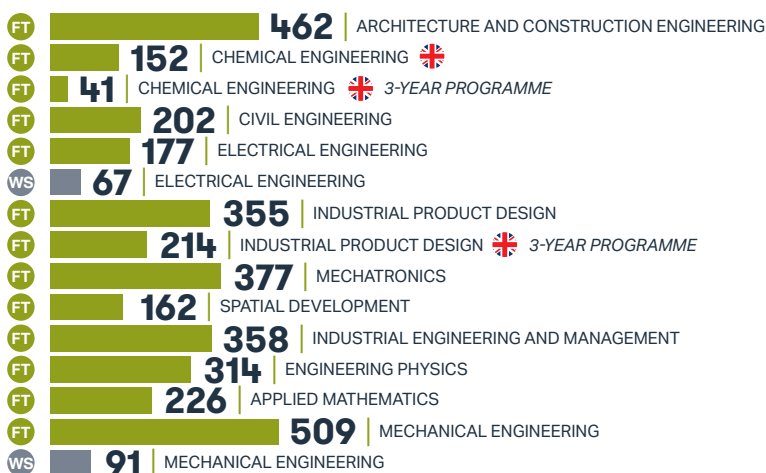 FT 462 ARCHITECTURE AND CONSTRUCTION ENGINEERING
FT 152 CHEMICAL ENGINEERING
FT 41 CHEMICAL ENGINEERING 3-YEAR PROGRAMME
FT 202 CIVIL ENGINEERING
FT 177 ELECTRICAL ENGINEERING
WS 67 ELECTRICAL ENGINEERING
FT 355 INDUSTRIAL PRODUCT DESIGN
FT 214 INDUSTRIAL PRODUCT DESIGN 3-YEAR PROGRAMME
FT 377 MECHATRONICS
FT 162 SPATIAL DEVELOPMENT
FT 358 INDUSTRIAL ENGINEERING AND MANAGEMENT
FT 314 ENGINEERING PHYSICS
FT 226 APPLIED MATHEMATICS
FT 509 MECHANICAL ENGINEERING
WS 91 MECHANICAL ENGINEERING